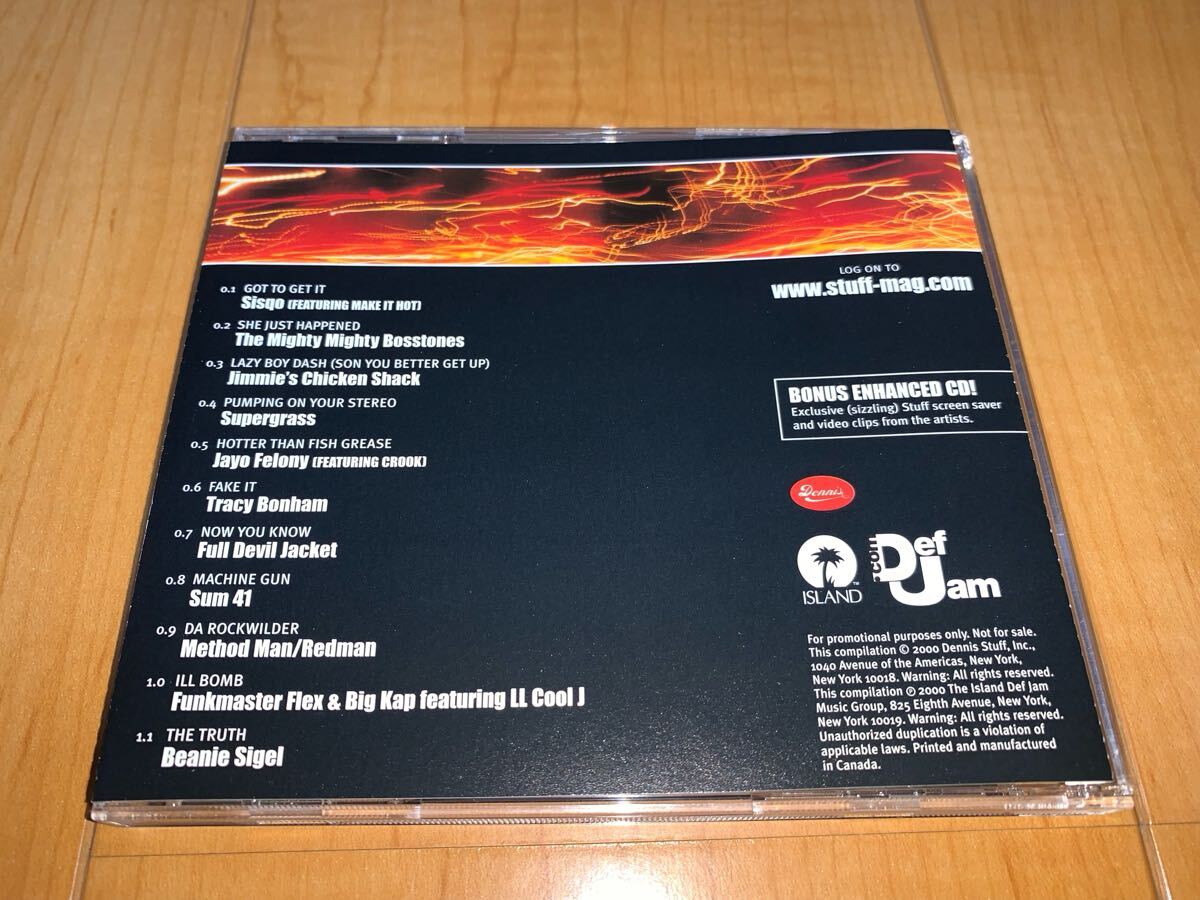 0.1 GOT TO GET IT
Sisqo (FEATURING MAKE IT HOT)
0.2 SHE JUST HAPPENED
The Mighty Mighty Bosstones
0.3 LAZY BOY DASH (SON YOU BETTER GET UP)
Jimmie's Chicken Shack
0.4 PUMPING ON YOUR STEREO
Supergrass
0.5 HOTTER THAN FISH GREASE
Jayo Felony (FEATURING CROOK)
0.6 FAKE IT
Tracy Bonham
0.7 NOW YOU KNOW
Full Devil Jacket
0.8 MACHINE GUN
Sum 41
0.9 DA ROCKWILDER
Method Man/Redman
1.0 ILL BOMB
Funkmaster Flex & Big Kap featuring LL Cool J
1.1 THE TRUTH
Beanie Sigel
LOG ON TO
www.stuff-mag.com
BONUS ENHANCED CD!
Exclusive (sizzling) Stuff screen saver
and video clips from the artists.
Dennis
ISLAND™
Def
Jam
.com
For promotional purposes only. Not for sale.
This compilation © 2000 Dennis Stuff, Inc.,
1040 Avenue of the Americas, New York,
New York 10018. Warning: All rights reserved.
This compilation ℗ 2000 The Island Def Jam
Music Group, 825 Eighth Avenue, New York,
New York 10019. Warning: All rights reserved.
Unauthorized duplication is a violation of
applicable laws. Printed and manufactured
in Canada.